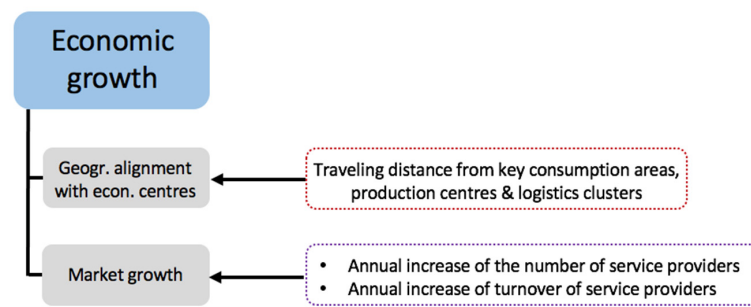 Economic
growth
Geogr. alignment
with econ. centres
Traveling distance from key consumption areas,
production centres & logistics clusters
Market growth
• Annual increase of the number of service providers
• Annual increase of turnover of service providers